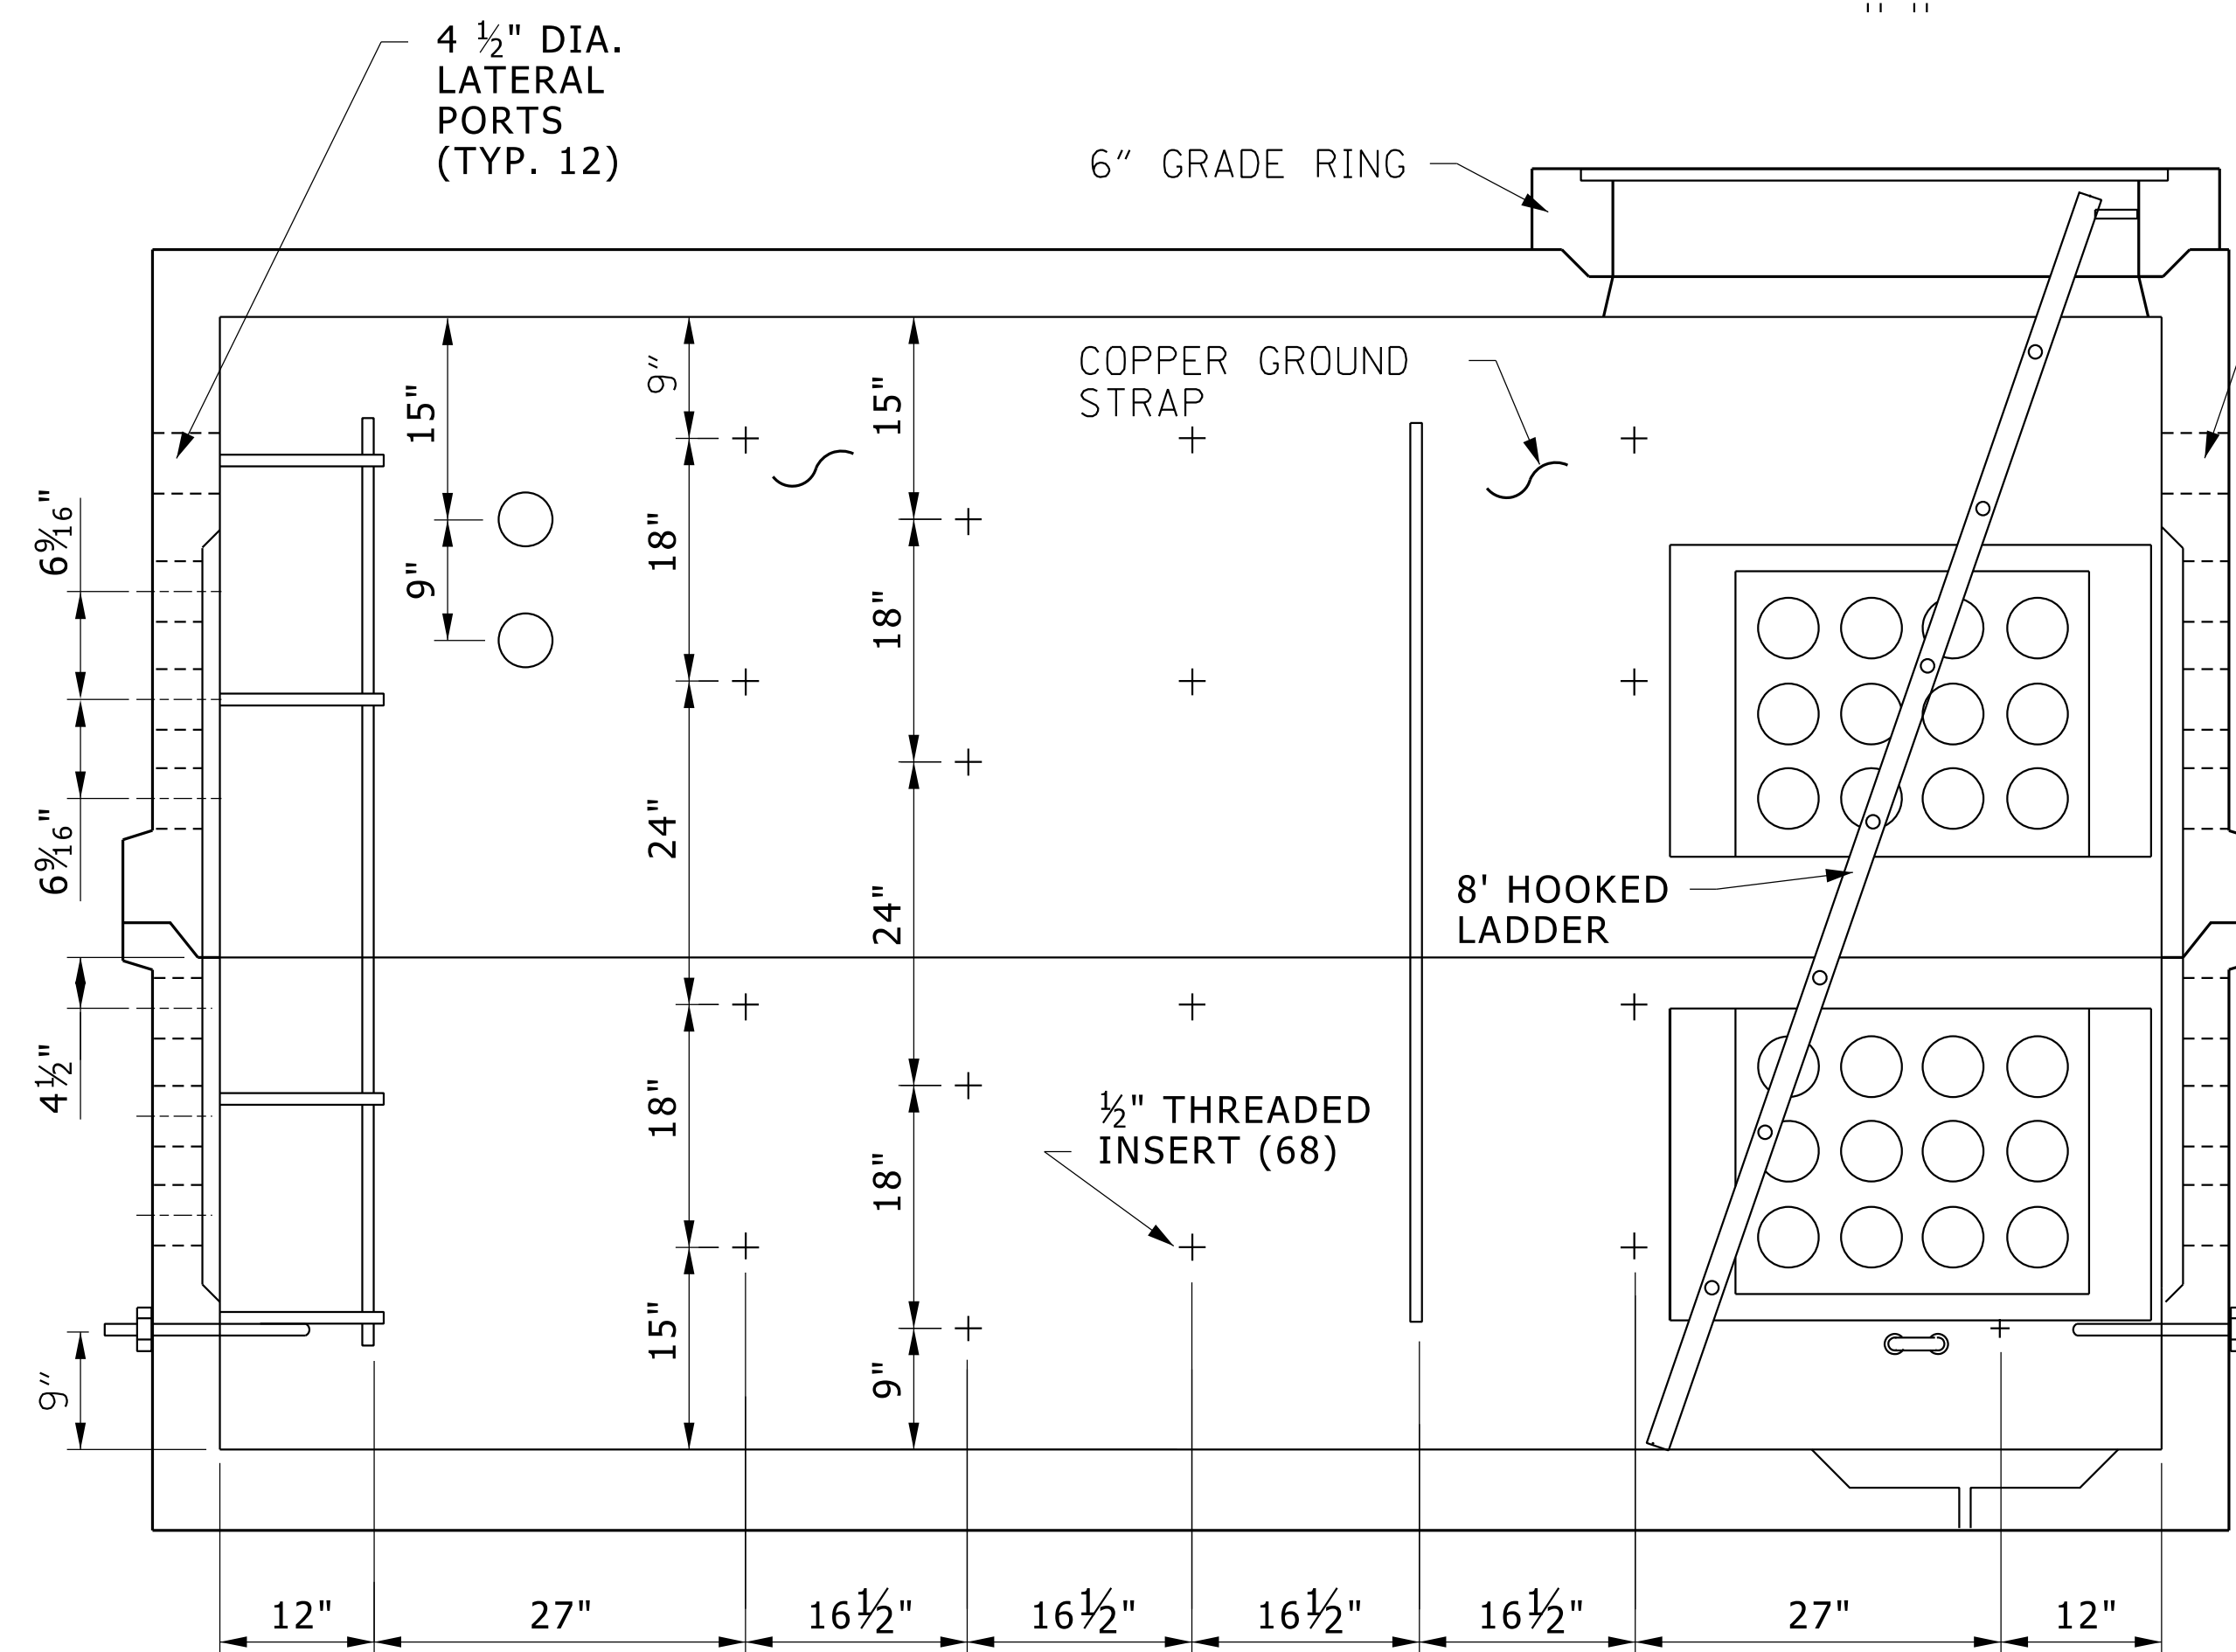 4 ½" DIA.
LATERAL
PORTS
(TYP. 12)
6" GRADE RING
COPPER GROUND
STRAP
15"
9"
9"
18"
24"
18"
15"
15"
18"
24"
18"
9"
6 9⁄16"
6 9⁄16"
4½"
9"
8' HOOKED
LADDER
½" THREADED
INSERT (68)
12"
27"
16½"
16½"
16½"
16½"
27"
12"